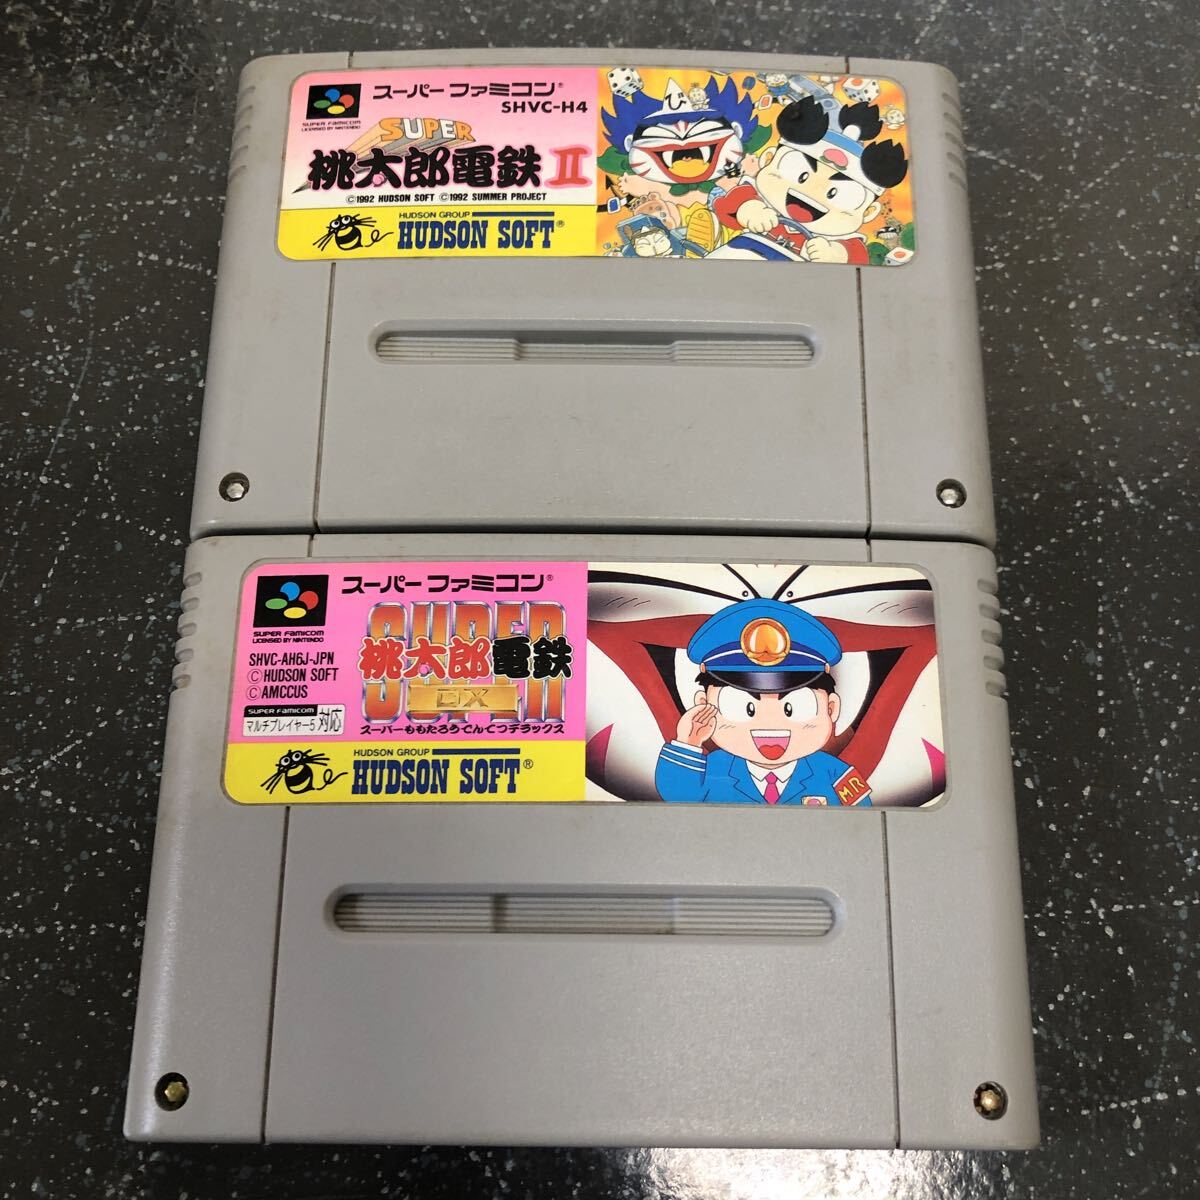 スーパーファミコン®
SHVC-H4
SUPER FAMICOM
LICENSED BY NINTENDO
SUPER
桃太郎電鉄II
©1992 HUDSON SOFT ©1992 SUMMER PROJECT
HUDSON GROUP
HUDSON SOFT®
び
スーパーファミコン®
SUPER FAMICOM
LICENSED BY NINTENDO
SHVC-AH6J-JPN
© HUDSON SOFT
© AMCCUS
SUPER FAMICOM
マルチプレイヤー5対応
SUPER
桃太郎電鉄
DX
スーパーももたろうでんてつデラックス
HUDSON GROUP
HUDSON SOFT®
MR